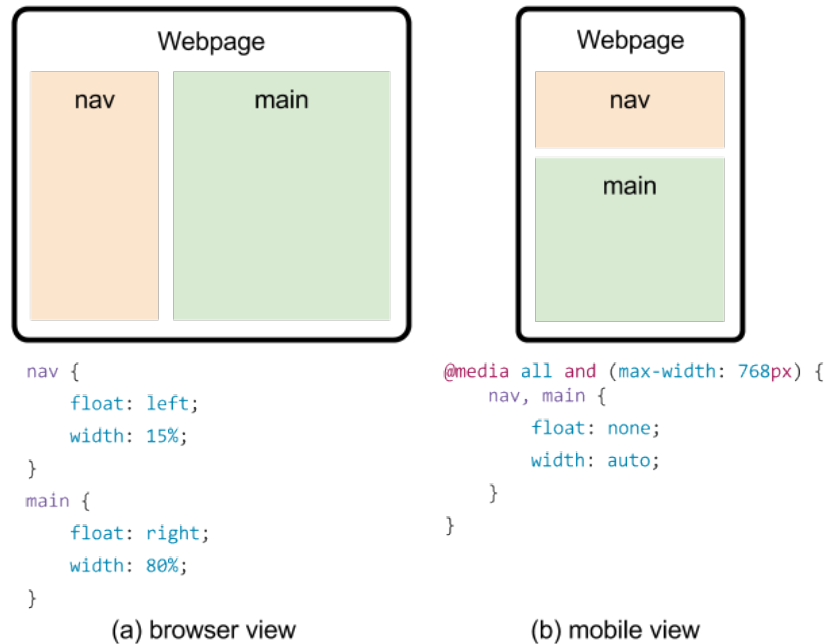 Webpage
nav
main
nav {
    float: left;
    width: 15%;
}
main {
    float: right;
    width: 80%;
}
(a) browser view
Webpage
nav
main
@media all and (max-width: 768px) {
    nav, main {
        float: none;
        width: auto;
    }
}
(b) mobile view